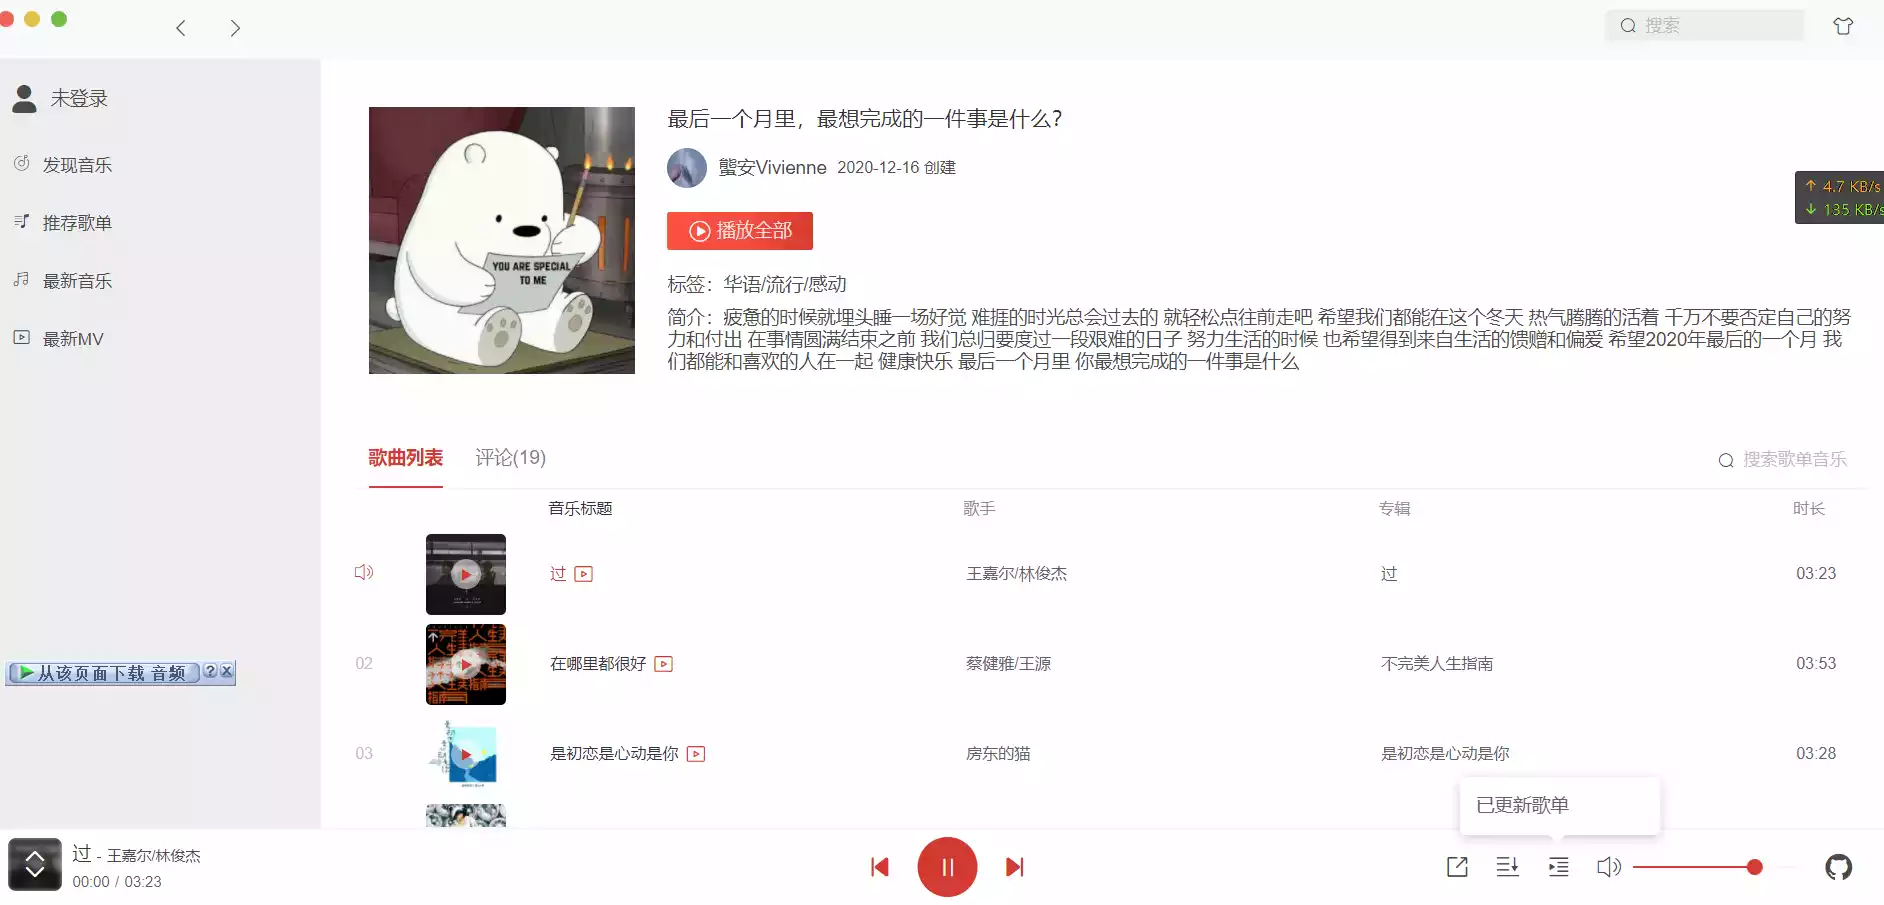 搜索
未登录
发现音乐
推荐歌单
最新音乐
最新MV
从该页面下载 音频
最后一个月里，最想完成的一件事是什么？
蜇安Vivienne 2020-12-16 创建
播放全部
YOU ARE SPECIAL
TO ME
标签：华语/流行/感动
简介：疲惫的时候就埋头睡一场好觉 难捱的时光总会过去的 就轻松点往前走吧 希望我们都能在这个冬天 热气腾腾的活着 千万不要否定自己的努
力和付出 在事情圆满结束之前 我们总归要度过一段艰难的日子 努力生活的时候 也希望得到来自生活的馈赠和偏爱 希望2020年最后的一个月 我
们都能和喜欢的人在一起 健康快乐 最后一个月里 你最想完成的一件事是什么
↑ 4.7 KB/s
↓ 135 KB/s
歌曲列表 评论(19) 搜索歌单音乐
音乐标题 歌手 专辑 时长
过 王嘉尔/林俊杰 过 03:23
02 在哪里都很好 蔡健雅/王源 不完美人生指南 03:53
03 是初恋是心动是你 房东的猫 是初恋是心动是你 03:28
已更新歌单
过 - 王嘉尔/林俊杰
00:00 / 03:23